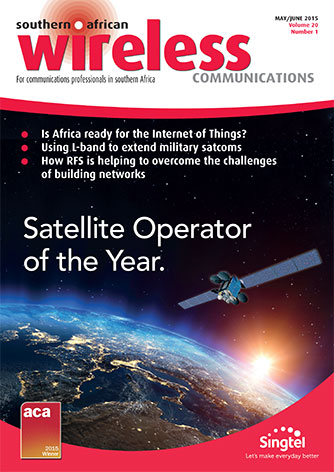 southern african
MAY/JUNE 2015
Volume 20
Number 1
wireless
COMMUNICATIONS
For communications professionals in southern Africa
Is Africa ready for the Internet of Things?
Using L-band to extend military satcoms
How RFS is helping to overcome the challenges
of building networks
Satellite Operator
of the Year.
aca
2015
Winner
Singtel
Let's make everyday better